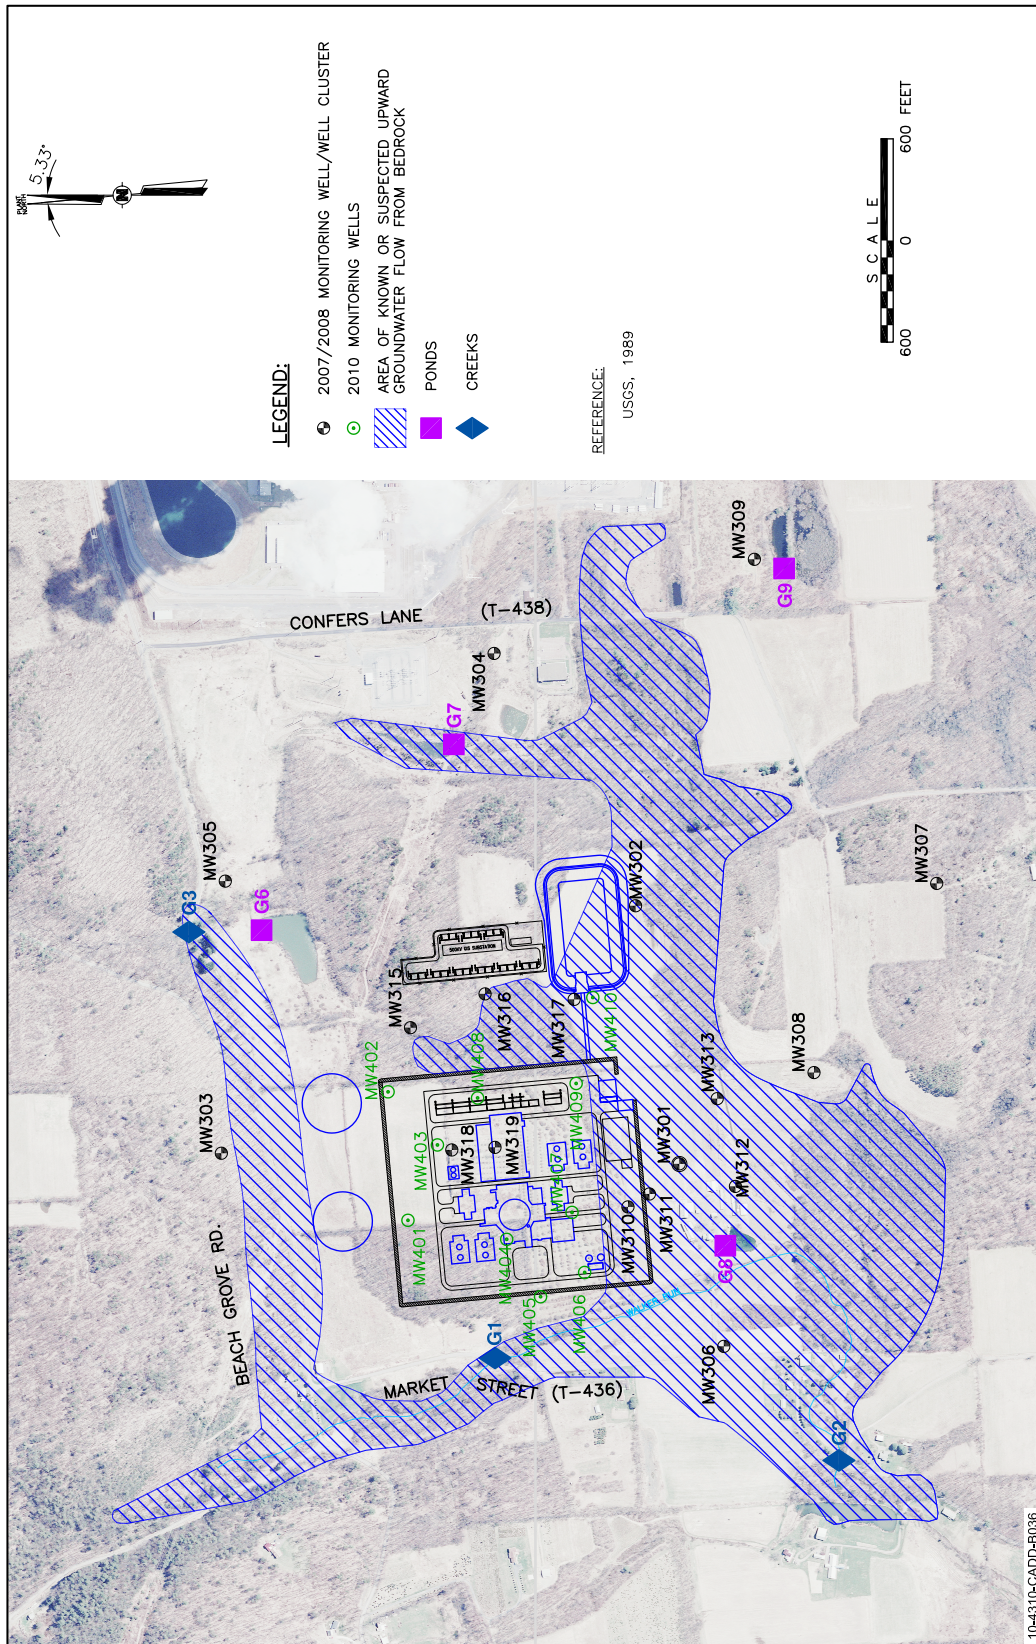 PLANT
NORTH
5.33°
N
LEGEND:
2007/2008 MONITORING WELL/WELL CLUSTER
2010 MONITORING WELLS
AREA OF KNOWN OR SUSPECTED UPWARD
GROUNDWATER FLOW FROM BEDROCK
PONDS
CREEKS
REFERENCE:
USGS, 1989
SCALE
600
0
600 FEET
CONFERS LANE
(T-438)
MW309
G9
MW304
G7
MW305
G3
G6
MW302
MW307
MW315
MW316
MW317
MW410
MW402
MW408
MW313
MW308
MW303
MW403
MW318
MW319
MW409
MW407
MW301
MW312
MW401
MW404
MW310
MW311
G8
BEACH GROVE RD.
MW405
MW406
G1
WALKER RUN
MW306
MARKET
STREET (T-436)
G2
10-4310-CADD-B036